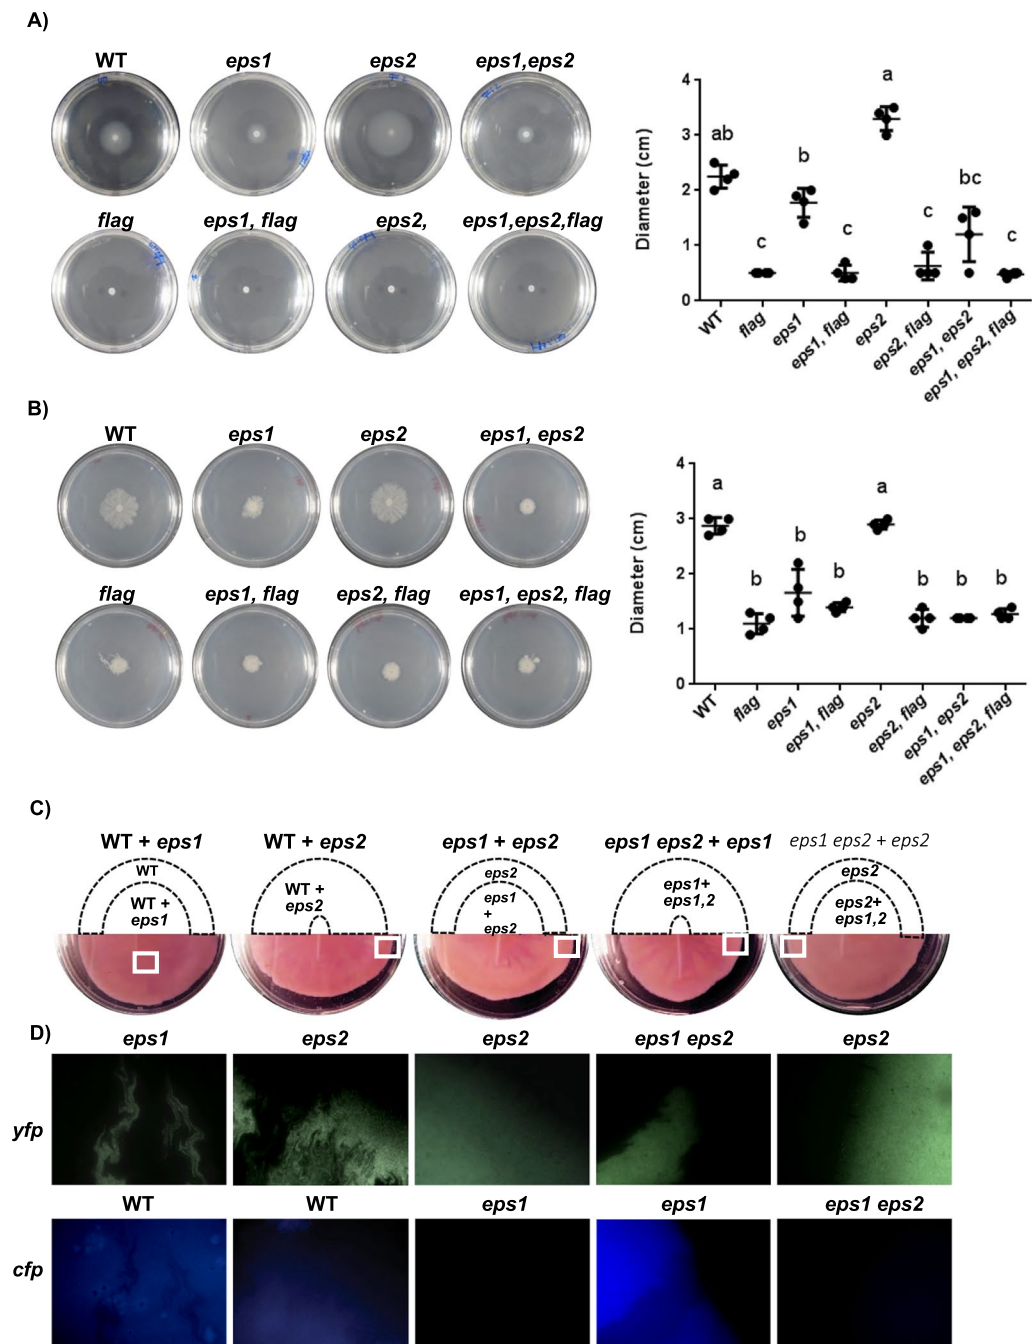 A)
WT eps1 eps2 eps1,eps2
flag eps1, flag eps2, eps1,eps2,flag
Diameter (cm)
4
3
2
1
0
ab
c
b
c
a
c
bc
c
WT
flag
eps1
eps1, flag
eps2
eps2, flag
eps1, eps2
eps1, eps2, flag
B)
WT eps1 eps2 eps1, eps2
flag eps1, flag eps2, flag eps1, eps2, flag
Diameter (cm)
4
3
2
1
0
a
b
b
b
a
b
b
b
WT
flag
eps1
eps1, flag
eps2
eps2, flag
eps1, eps2
eps1, eps2, flag
C)
WT + eps1 WT + eps2 eps1 + eps2 eps1 eps2 + eps1 eps1 eps2 + eps2
WT
WT +
eps1
WT +
eps2
eps2
eps1
+
eps2
eps1+
eps1,2
eps2
eps2+
eps1,2
D)
eps1 eps2 eps2 eps1 eps2 eps2
yfp
WT WT eps1 eps1 eps1 eps2
cfp